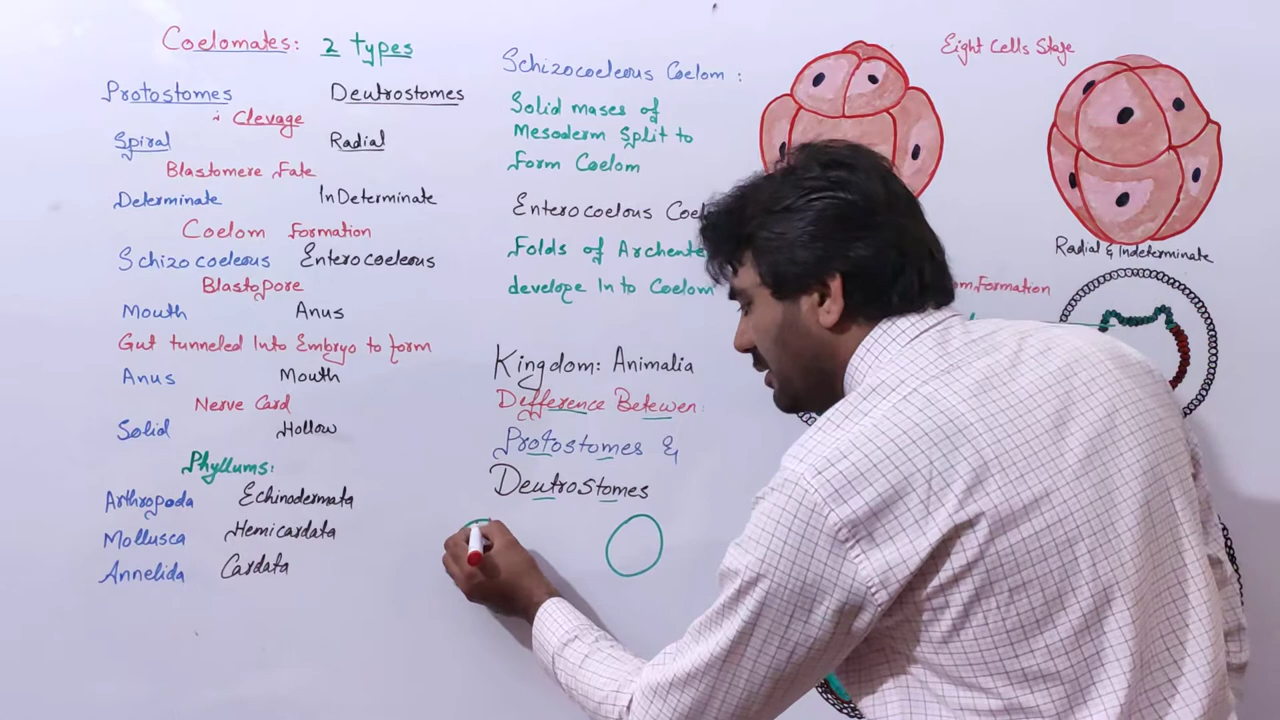 Coelomates: 2 types
Protostomes Deutrostomes
: Clevage
Spiral Radial
Blastomere Fate
Determinate InDeterminate
Coelom Formation
Schizocoeleous Enterocoeleous
Blastopore
Mouth Anus
Gut tunneled Into Embryo to form
Anus Mouth
Nerve Card
Solid Hollow
Phyllums:
Arthropoda Echinodermata
Mollusca Hemicardata
Annelida Cardata
Schizocoeleous Coelom:
Solid mases of
Mesoderm Split to
Form Coelom
Enterocoelous
Folds of
develope Into Coelom
Kingdom: Animalia
Difference Betewen:
Protostomes &
Deutrostomes
Eight Cells Stage
Radial & Indeterminate
Formation